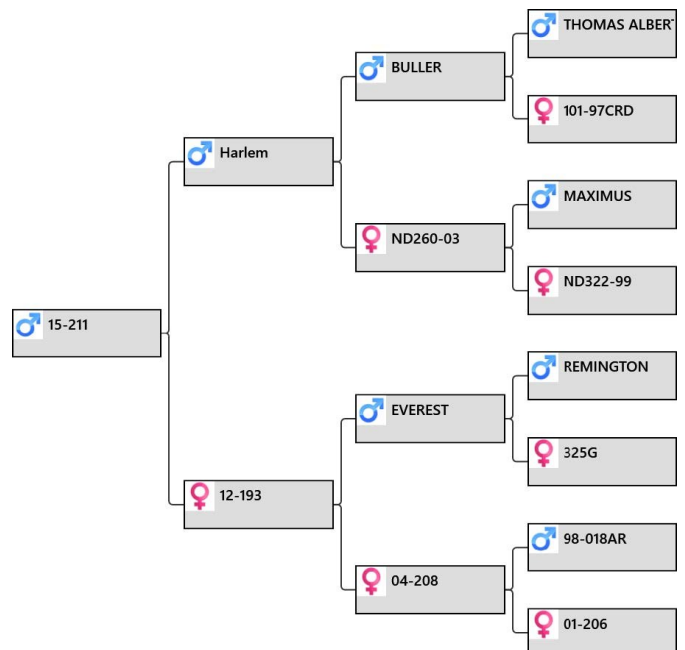 THOMAS ALBER
BULLER
101-97CRD
Harlem
MAXIMUS
ND260-03
ND322-99
15-211
REMINGTON
EVEREST
325G
12-193
98-018AR
04-208
01-206